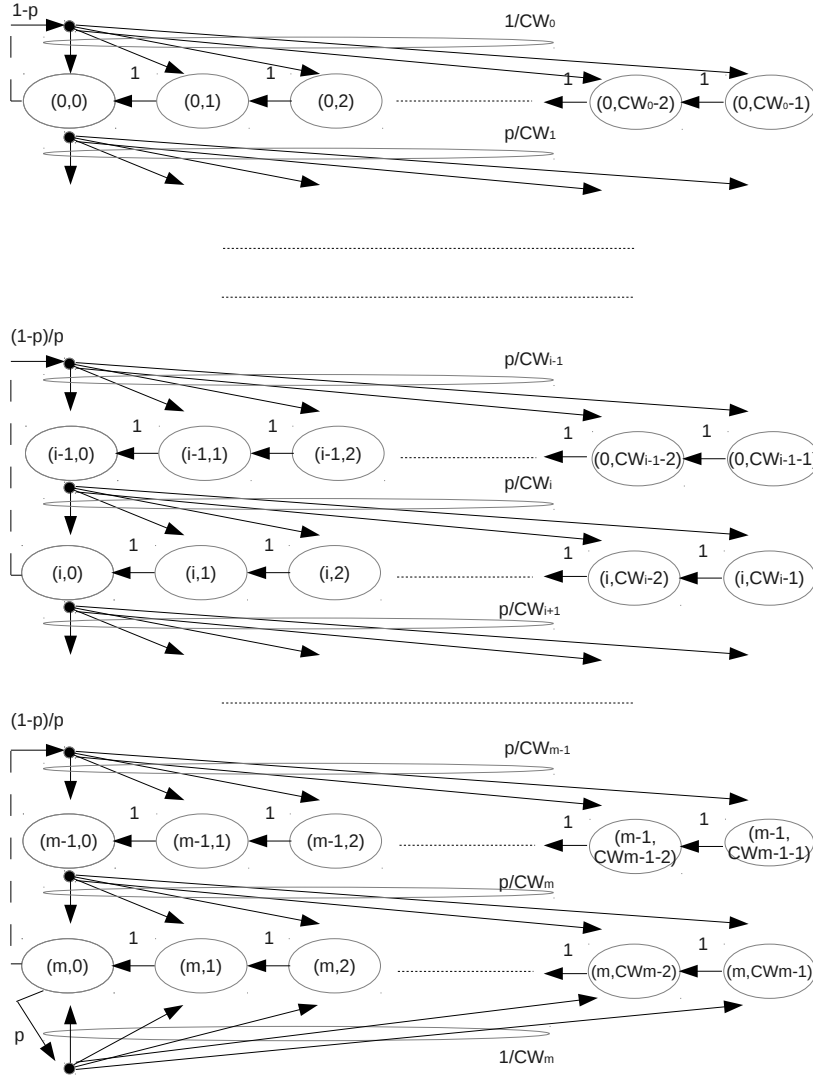 1-p
1/CW₀
1 1 1 1
(0,0) (0,1) (0,2) (0,CW₀-2) (0,CW₀-1)
p/CW₁
(1-p)/p
p/CWᵢ₋₁
1 1 1 1
(i-1,0) (i-1,1) (i-1,2) (0,CWᵢ₋₁-2) (0,CWᵢ₋₁-1)
p/CWᵢ
1 1 1 1
(i,0) (i,1) (i,2) (i,CWᵢ-2) (i,CWᵢ-1)
p/CWᵢ₊₁
(1-p)/p
p/CWₘ₋₁
1 1 1 1
(m-1,0) (m-1,1) (m-1,2) (m-1, (m-1,
CWm-1-2) CWm-1-1)
p/CWₘ
1 1 1 1
(m,0) (m,1) (m,2) (m,CWm-2) (m,CWm-1)
p
1/CWₘ